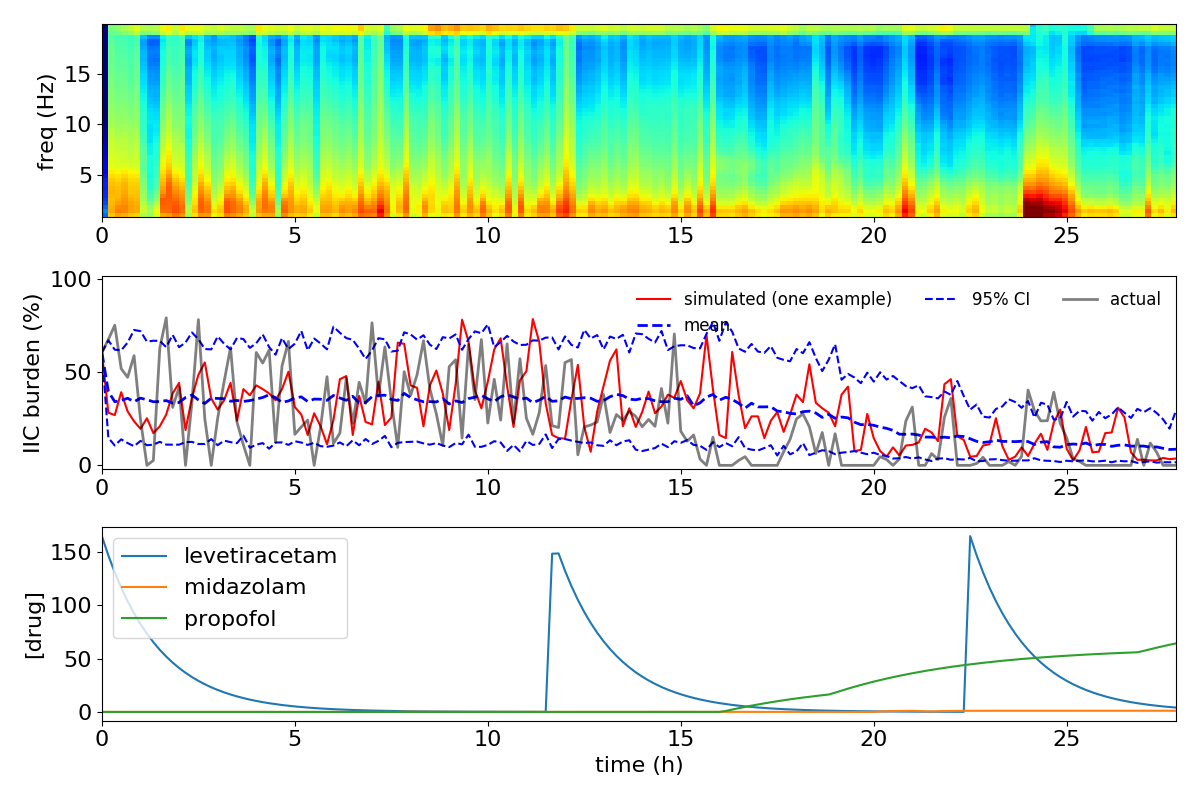 freq (Hz)
15
10
5
0 5 10 15 20 25
IIC burden (%)
100
50
0
simulated (one example)
mean
95% CI
actual
0 5 10 15 20 25
[drug]
150
100
50
0
levetiracetam
midazolam
propofol
0 5 10 15 20 25
time (h)